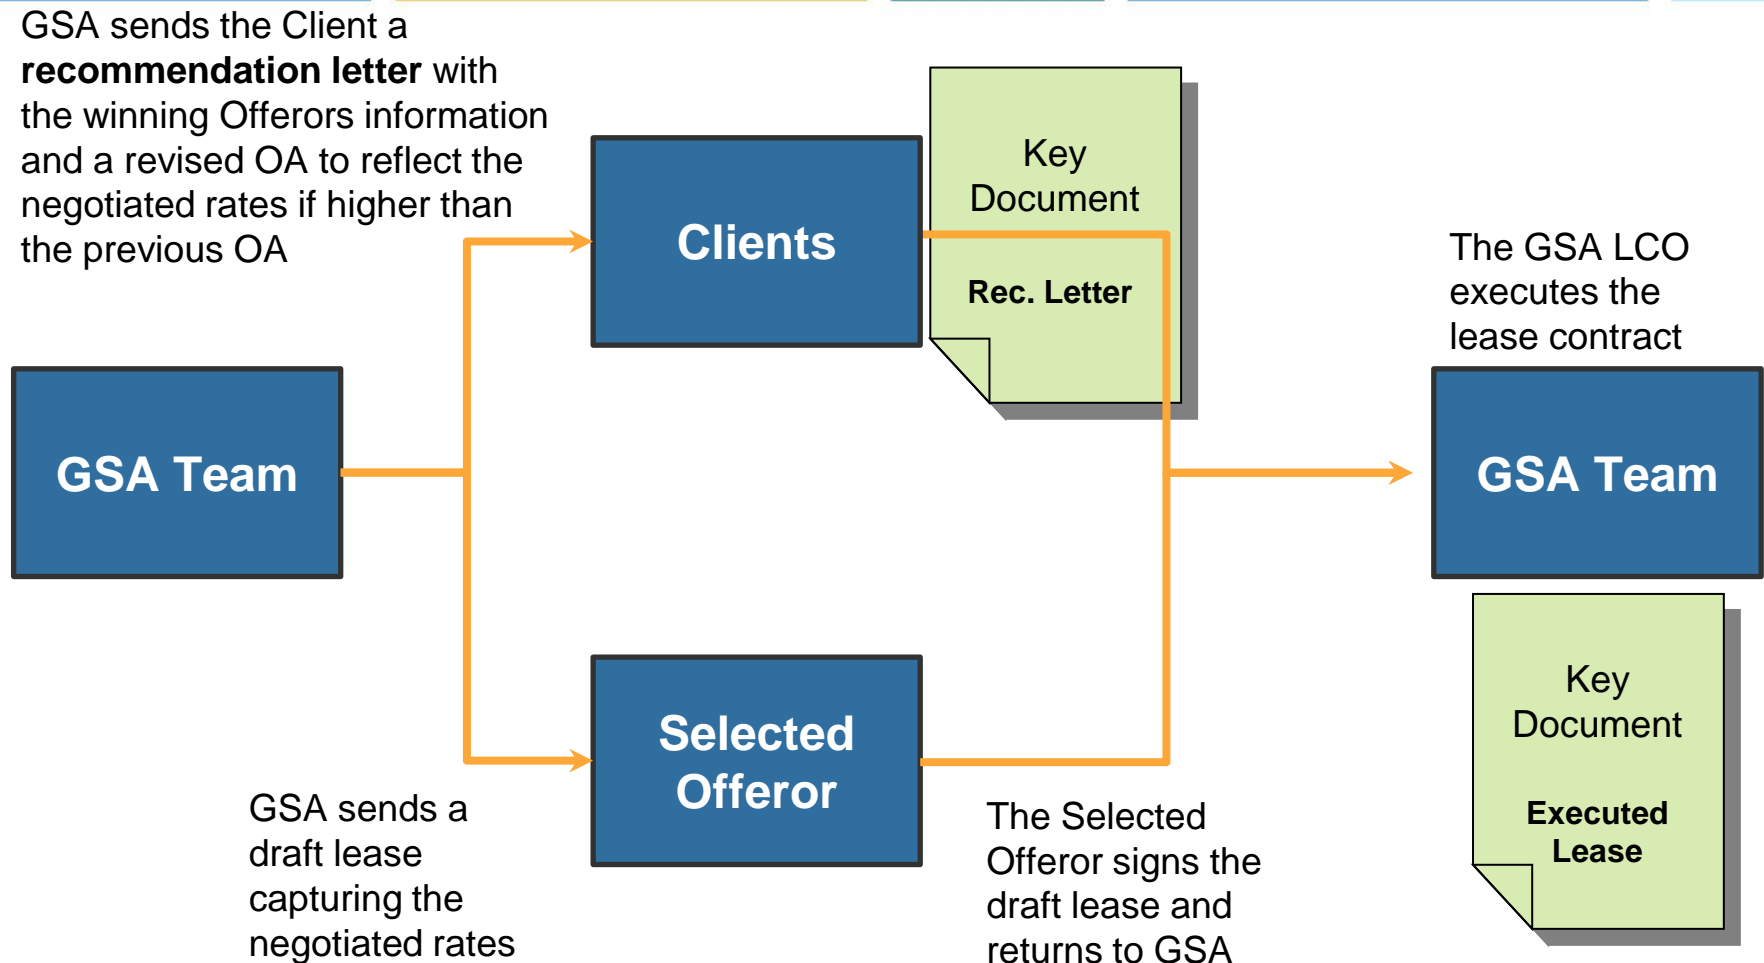 GSA sends the Client a
recommendation letter with
the winning Offerors information
and a revised OA to reflect the
negotiated rates if higher than
the previous OA
Clients
Key
Document
Rec. Letter
The GSA LCO
executes the
lease contract
GSA Team
GSA Team
Selected
Offeror
GSA sends a
draft lease
capturing the
negotiated rates
The Selected
Offeror signs the
draft lease and
returns to GSA
Key
Document
Executed
Lease